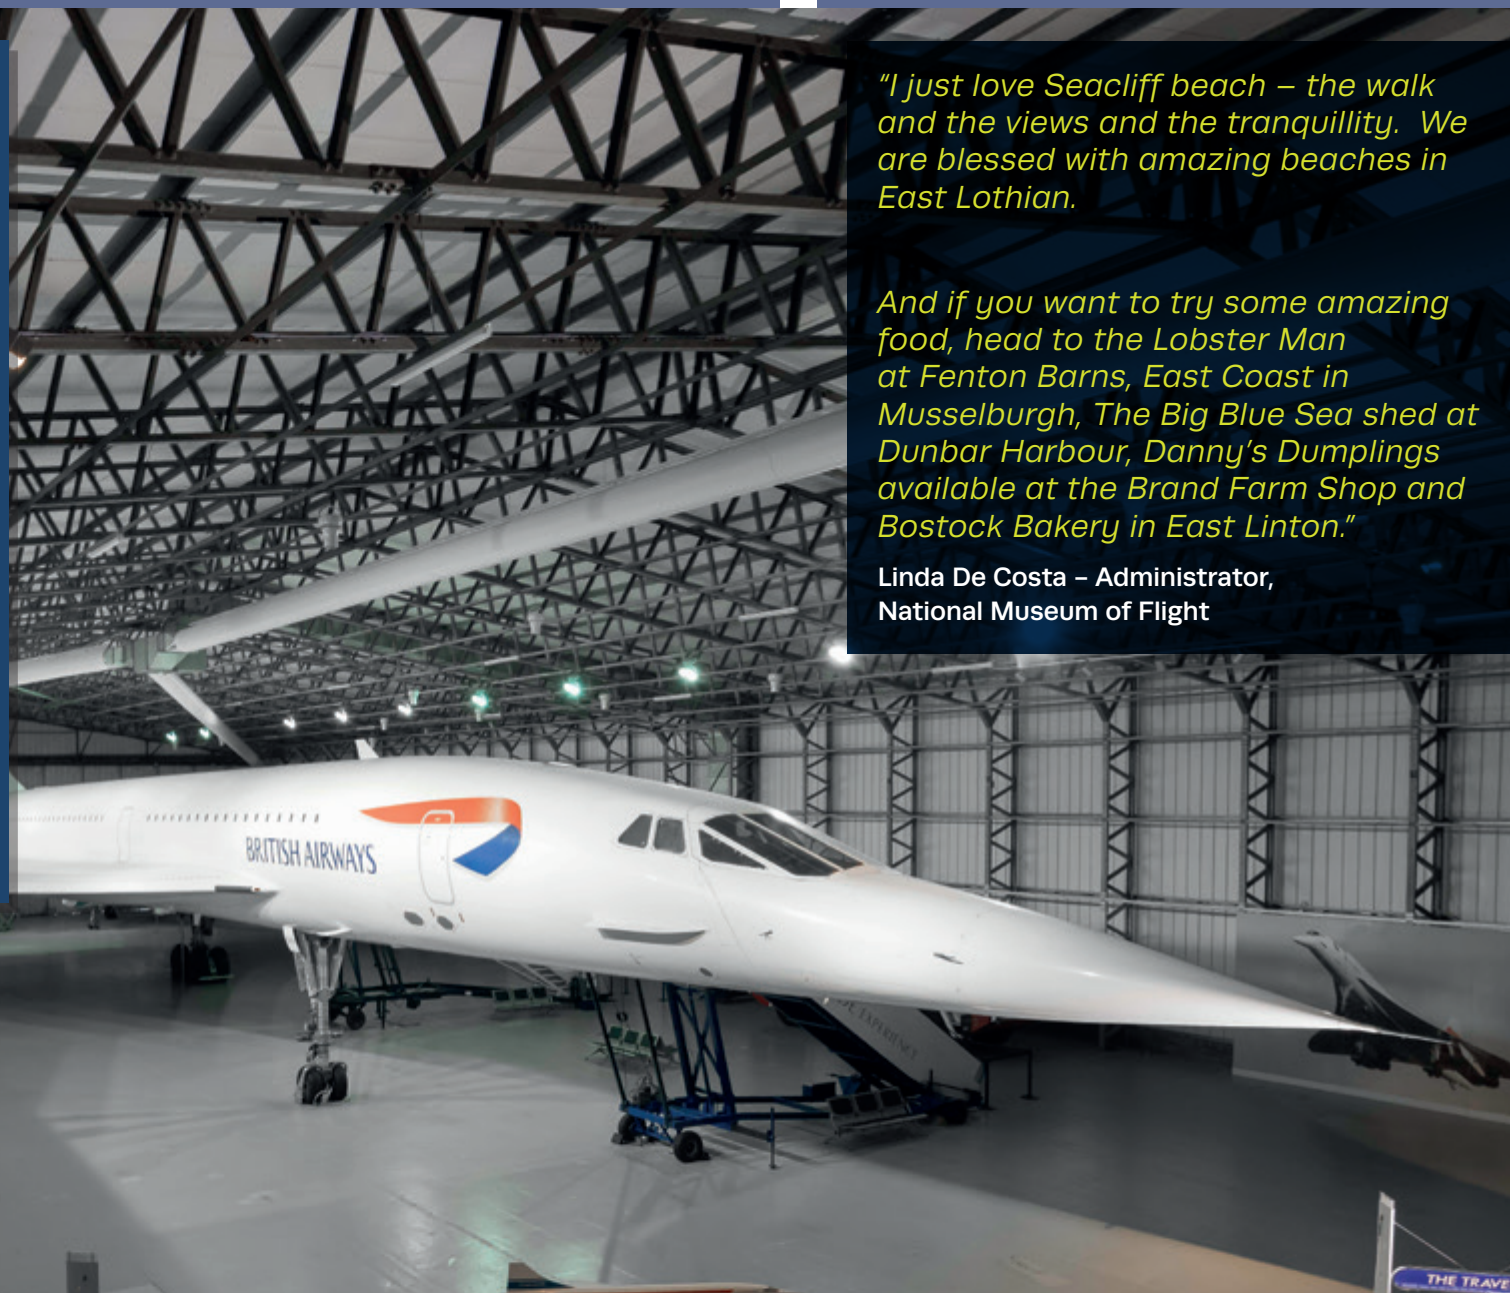 “I just love Seacliff beach – the walk
and the views and the tranquillity.  We
are blessed with amazing beaches in
East Lothian.
And if you want to try some amazing
food, head to the Lobster Man
at Fenton Barns, East Coast in
Musselburgh, The Big Blue Sea shed at
Dunbar Harbour, Danny’s Dumplings
available at the Brand Farm Shop and
Bostock Bakery in East Linton.”
Linda De Costa – Administrator,
National Museum of Flight
BRITISH AIRWAYS
EXPERIENCE
THE TRAVE